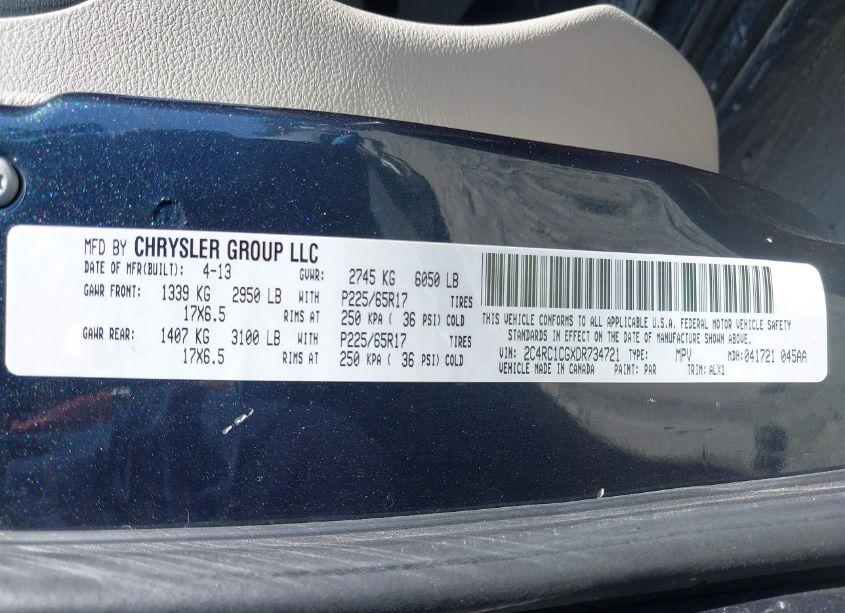 MFD BY CHRYSLER GROUP LLC
DATE OF MFR(BUILT): 4-13 GVWR: 2745 KG 6050 LB
GAWR FRONT: 1339 KG 2950 LB WITH P225/65R17 TIRES
17X6.5 RIMS AT 250 KPA ( 36 PSI) COLD
GAWR REAR: 1407 KG 3100 LB WITH P225/65R17 TIRES
17X6.5 RIMS AT 250 KPA ( 36 PSI) COLD
THIS VEHICLE CONFORMS TO ALL APPLICABLE U.S.A. FEDERAL MOTOR VEHICLE SAFETY
STANDARDS IN EFFECT ON THE DATE OF MANUFACTURE SHOWN ABOVE.
VIN: 2C4RC1CGXDR734721 TYPE: MPV MDH: 041721 045AA
VEHICLE MADE IN CANADA PAINT: PAR TRIM: ALX1